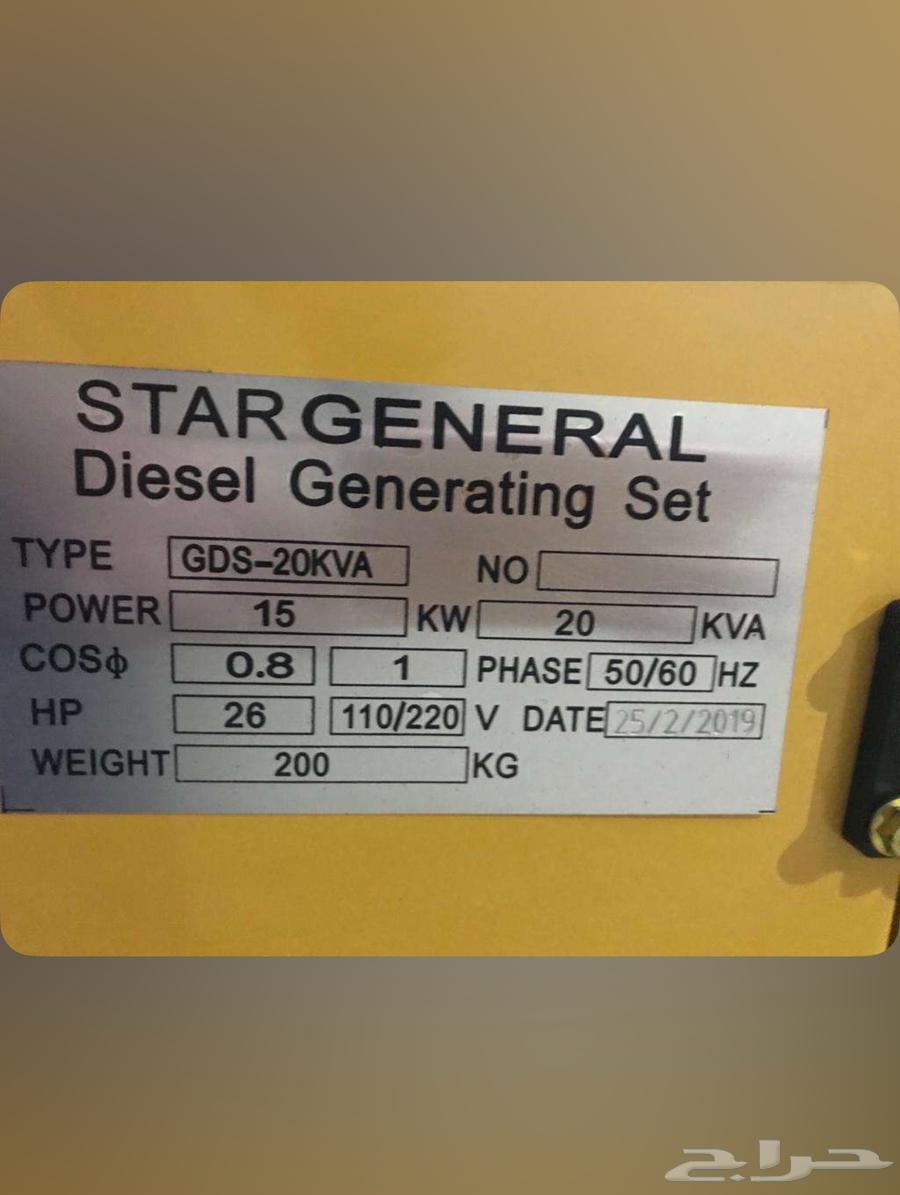 STAR GENERAL
Diesel Generating Set
TYPE GDS-20KVA NO
POWER 15 KW 20 KVA
COSϕ 0.8 1 PHASE 50/60 HZ
HP 26 110/220 V DATE 25/2/2019
WEIGHT 200 KG
حراج